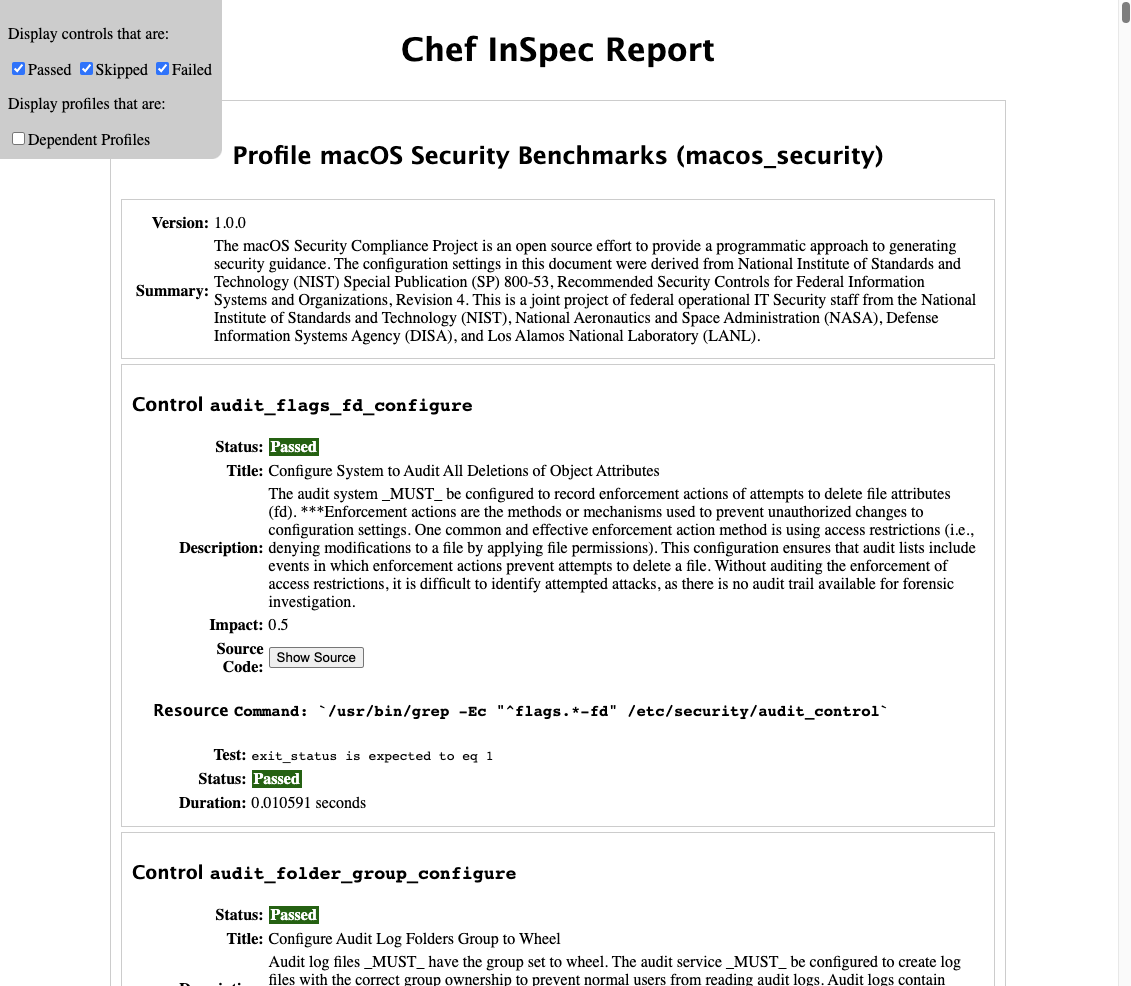 Display controls that are:
Passed Skipped Failed
Display profiles that are:
Dependent Profiles
Chef InSpec Report
Profile macOS Security Benchmarks (macos_security)
Version: 1.0.0
Summary: The macOS Security Compliance Project is an open source effort to provide a programmatic approach to generating
security guidance. The configuration settings in this document were derived from National Institute of Standards and
Technology (NIST) Special Publication (SP) 800-53, Recommended Security Controls for Federal Information
Systems and Organizations, Revision 4. This is a joint project of federal operational IT Security staff from the National
Institute of Standards and Technology (NIST), National Aeronautics and Space Administration (NASA), Defense
Information Systems Agency (DISA), and Los Alamos National Laboratory (LANL).
Control audit_flags_fd_configure
Status: Passed
Title: Configure System to Audit All Deletions of Object Attributes
Description: The audit system _MUST_ be configured to record enforcement actions of attempts to delete file attributes
(fd). ***Enforcement actions are the methods or mechanisms used to prevent unauthorized changes to
configuration settings. One common and effective enforcement action method is using access restrictions (i.e.,
denying modifications to a file by applying file permissions). This configuration ensures that audit lists include
events in which enforcement actions prevent attempts to delete a file. Without auditing the enforcement of
access restrictions, it is difficult to identify attempted attacks, as there is no audit trail available for forensic
investigation.
Impact: 0.5
Source
Code: Show Source
Resource Command: `/usr/bin/grep -Ec "^flags.*-fd" /etc/security/audit_control`
Test: exit_status is expected to eq 1
Status: Passed
Duration: 0.010591 seconds
Control audit_folder_group_configure
Status: Passed
Title: Configure Audit Log Folders Group to Wheel
Audit log files _MUST_ have the group set to wheel. The audit service _MUST_ be configured to create log
files with the correct group ownership to prevent normal users from reading audit logs. Audit logs contain